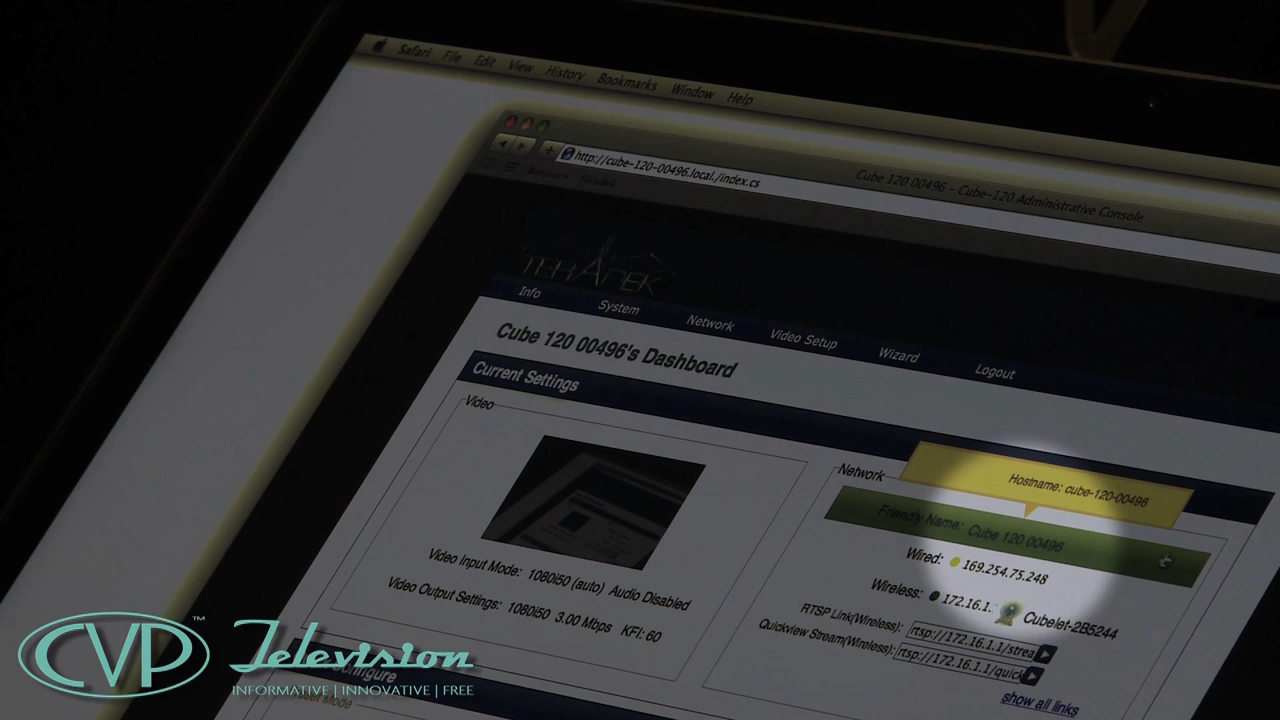 Safari File Edit View History Bookmarks Window Help
Cube 120 00496 – Cube-120 Administrative Console
http://cube-120-00496.local./index.cs
TERADEK
Info System Network Video Setup Wizard Logout
Cube 120 00496's Dashboard
Current Settings
Video
Video Input Mode: 1080i50 (auto) Audio Disabled
Video Output Settings: 1080i50 3.00 Mbps KFI: 60
Network
Hostname: cube-120-00496
Friendly Name: Cube 120 00496
Wired: 169.254.75.248
Wireless: 172.16.1. Cubelet-2B5244
RTSP Link(Wireless): rtsp://172.16.1.1/strea
Quickview Stream(Wireless): rtsp://172.16.1.1/quick
show all links
Configure
Mode
CVP™ Television
INFORMATIVE | INNOVATIVE | FREE